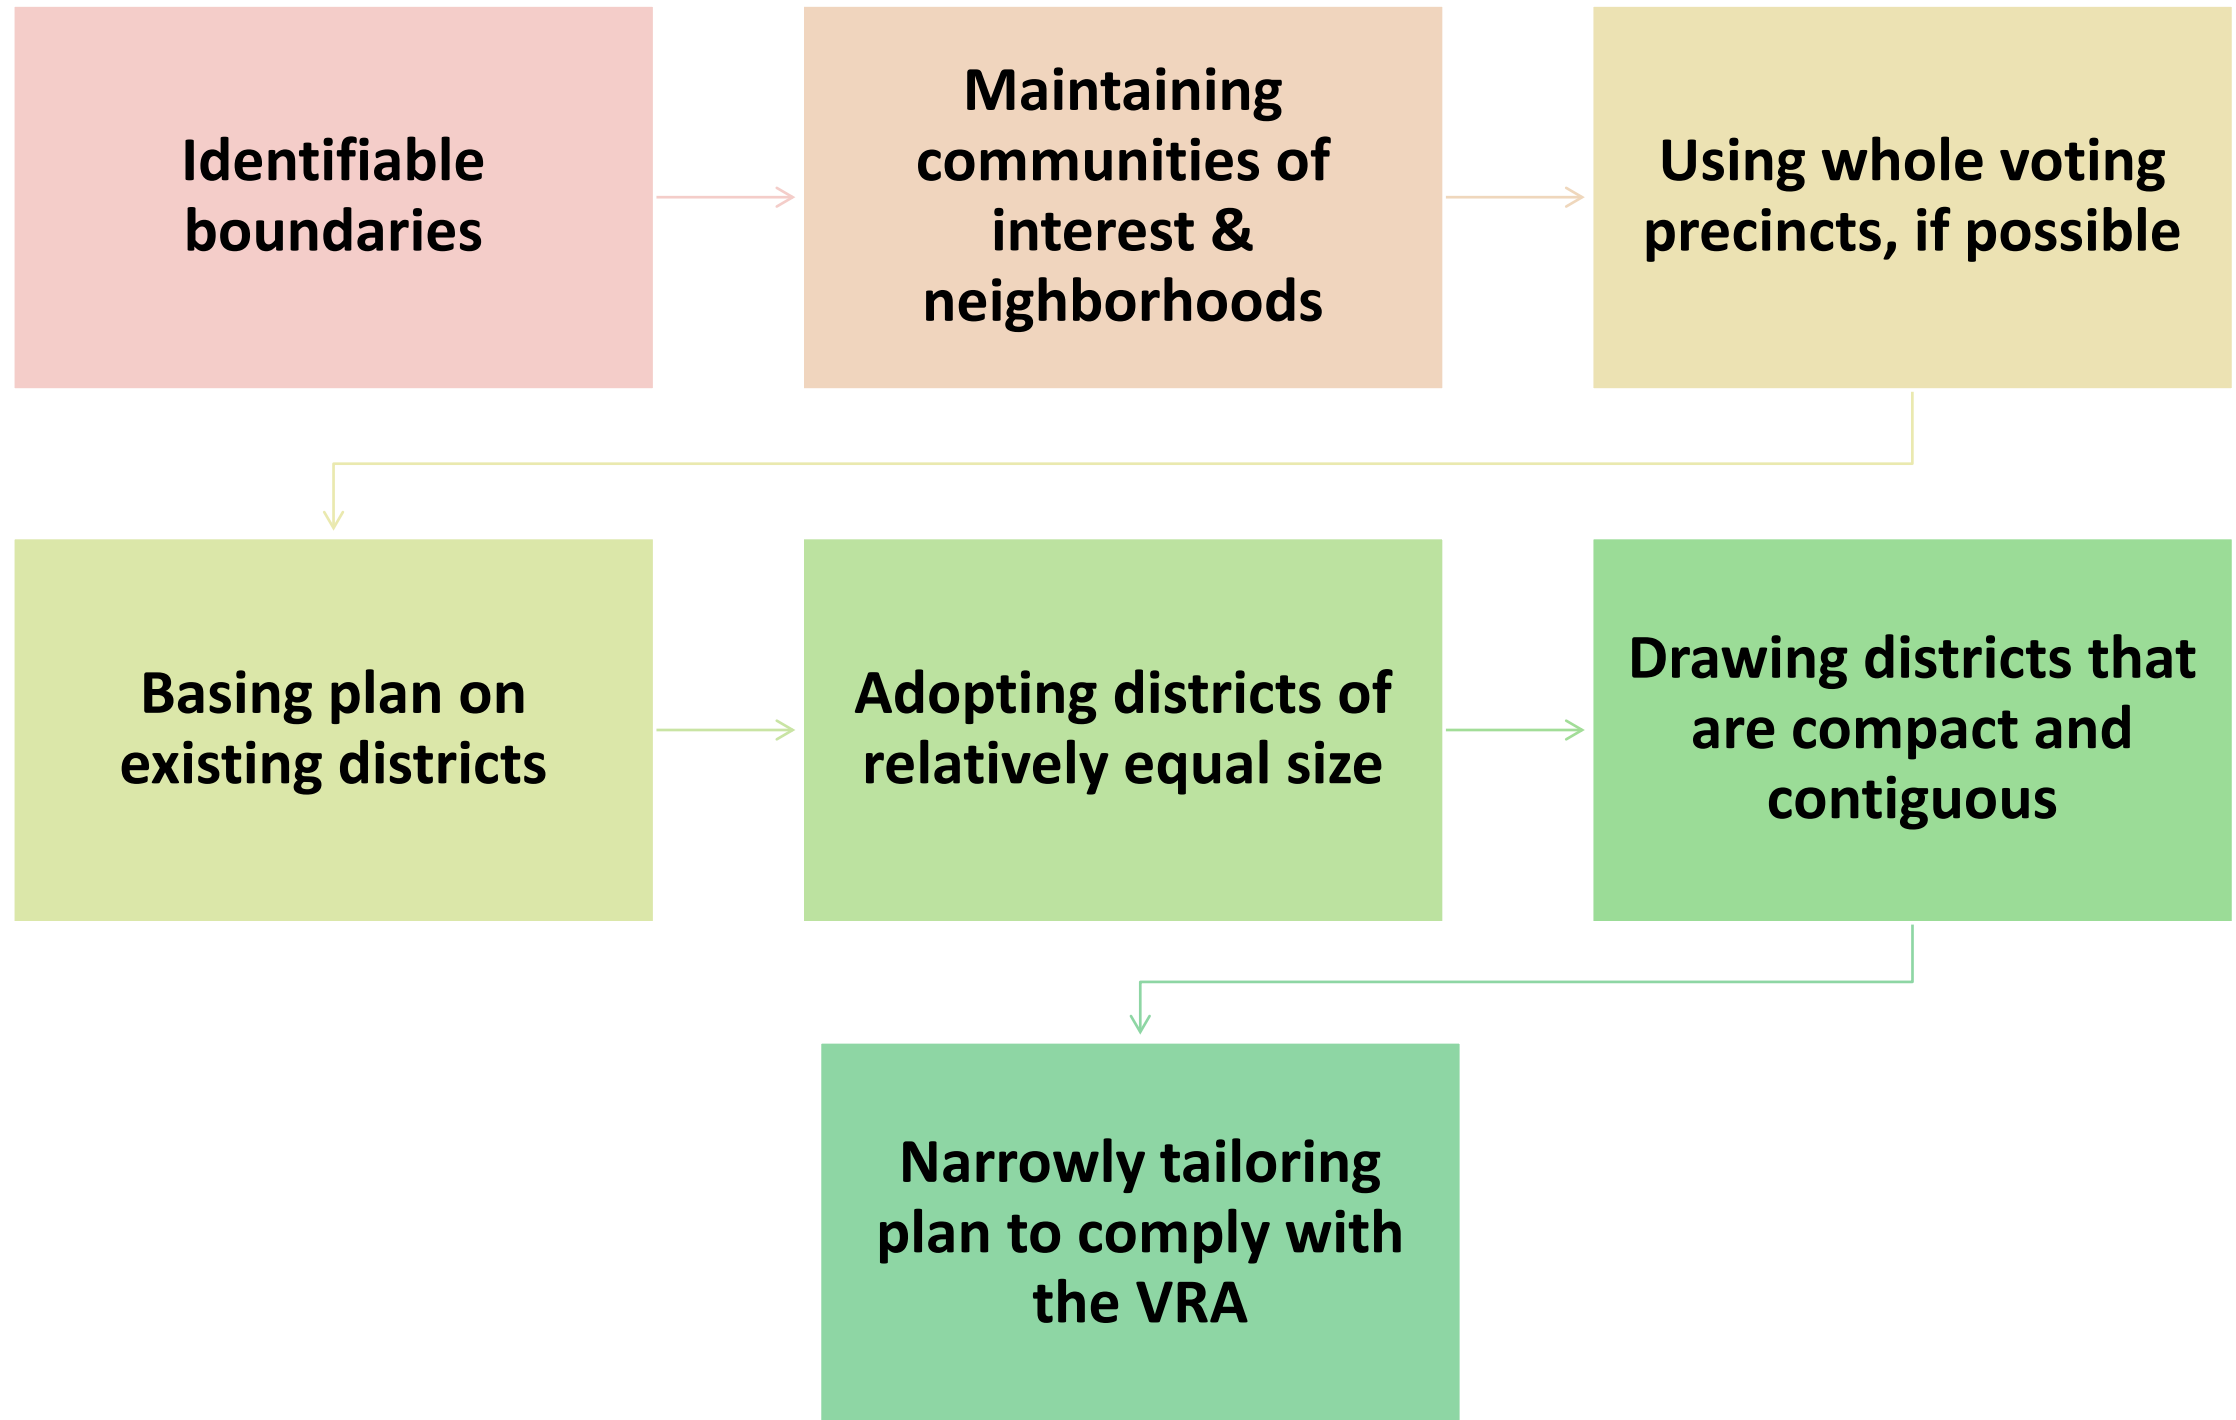 Identifiable
boundaries
Maintaining
communities of
interest &
neighborhoods
Using whole voting
precincts, if possible
Basing plan on
existing districts
Adopting districts of
relatively equal size
Drawing districts that
are compact and
contiguous
Narrowly tailoring
plan to comply with
the VRA